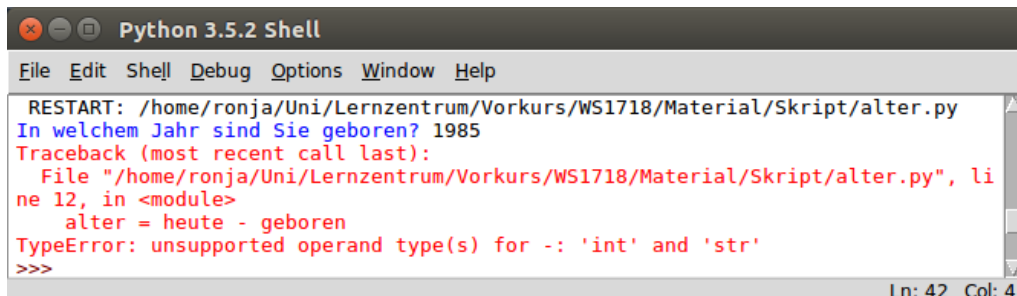 Python 3.5.2 Shell
File Edit Shell Debug Options Window Help
RESTART: /home/ronja/Uni/Lernzentrum/Vorkurs/WS1718/Material/Skript/alter.py
In welchem Jahr sind Sie geboren? 1985
Traceback (most recent call last):
  File "/home/ronja/Uni/Lernzentrum/Vorkurs/WS1718/Material/Skript/alter.py", li
ne 12, in <module>
    alter = heute - geboren
TypeError: unsupported operand type(s) for -: 'int' and 'str'
>>>
Ln: 42 Col: 4